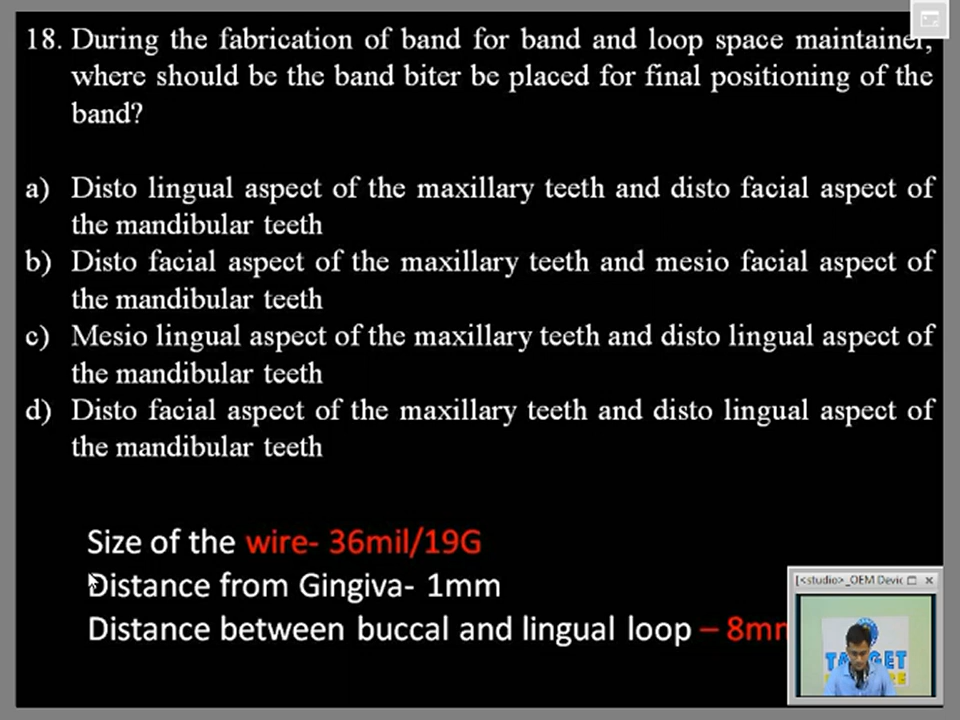 18. During the fabrication of band for band and loop space maintainer,
where should be the band biter be placed for final positioning of the
band?
a) Disto lingual aspect of the maxillary teeth and disto facial aspect of
the mandibular teeth
b) Disto facial aspect of the maxillary teeth and mesio facial aspect of
the mandibular teeth
c) Mesio lingual aspect of the maxillary teeth and disto lingual aspect of
the mandibular teeth
d) Disto facial aspect of the maxillary teeth and disto lingual aspect of
the mandibular teeth
Size of the wire- 36mil/19G
Distance from Gingiva- 1mm
Distance between buccal and lingual loop – 8mm
[<studio>_OEM Devic